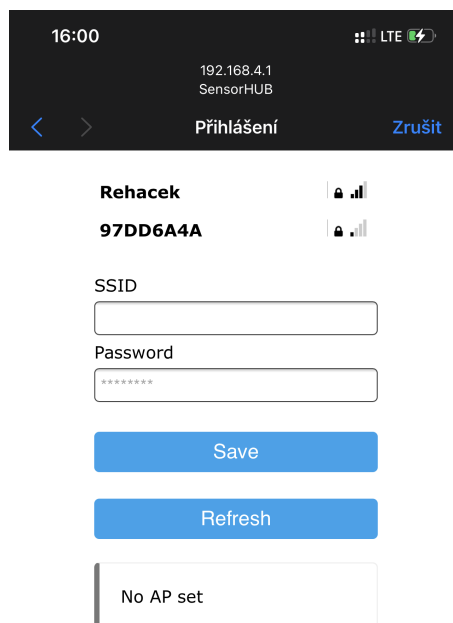 16:00
LTE
192.168.4.1
SensorHUB
Přihlášení
Zrušit
Rehacek
97DD6A4A
SSID
Password
********
Save
Refresh
No AP set